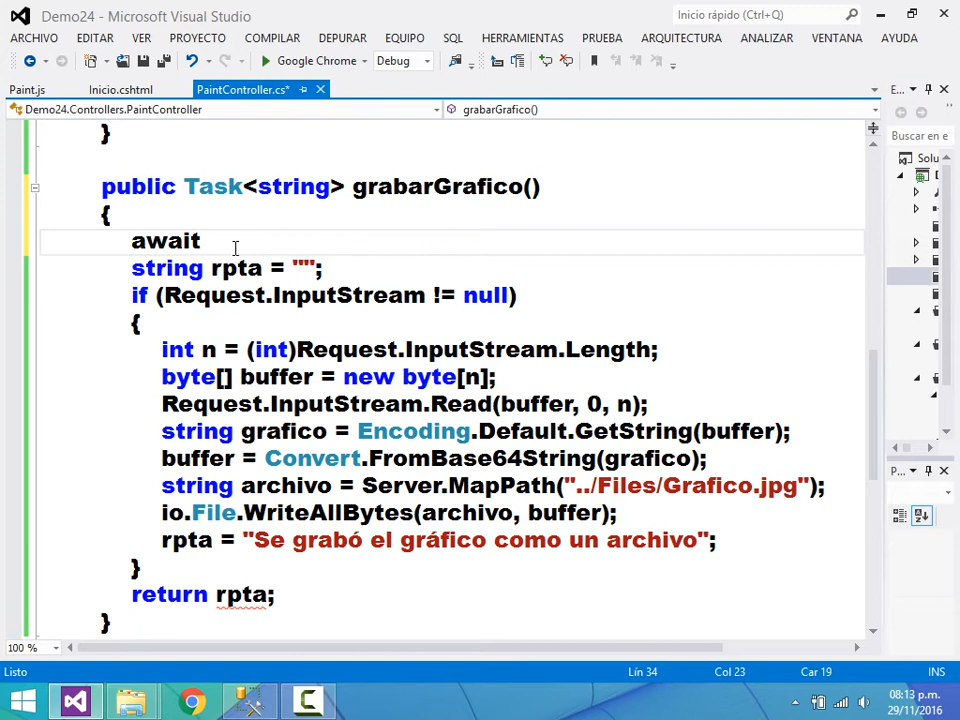 Demo24 - Microsoft Visual Studio
Inicio rápido (Ctrl+Q)
ARCHIVO EDITAR VER PROYECTO COMPILAR DEPURAR EQUIPO SQL HERRAMIENTAS PRUEBA ARQUITECTURA ANALIZAR VENTANA AYUDA
Google Chrome Debug
Paint.js Inicio.cshtml PaintController.cs* E...
Demo24.Controllers.PaintController grabarGrafico()
Buscar en e
Solu
}
public Task<string> grabarGrafico()
{
await
string rpta = "";
if (Request.InputStream != null)
{
int n = (int)Request.InputStream.Length;
byte[] buffer = new byte[n];
Request.InputStream.Read(buffer, 0, n);
string grafico = Encoding.Default.GetString(buffer);
buffer = Convert.FromBase64String(grafico);
string archivo = Server.MapPath("../Files/Grafico.jpg");
io.File.WriteAllBytes(archivo, buffer);
rpta = "Se grabó el gráfico como un archivo";
}
return rpta;
}
P...
100 %
Listo Lín 34 Col 23 Car 19 INS
08:13 p.m.
29/11/2016